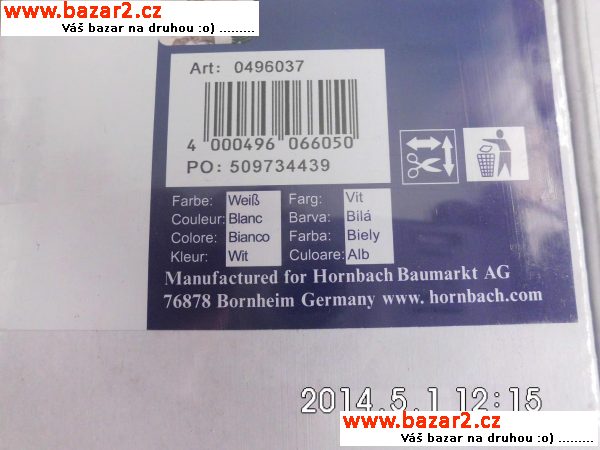 www.bazar2.cz
Váš bazar na druhou :o) .........
Art: 0496037
4 000496 066050
PO: 509734439
Farbe: Weiß Farg: Vit
Couleur: Blanc Barva: Bílá
Colore: Bianco Farba: Biely
Kleur: Wit Culoare: Alb
Manufactured for Hornbach Baumarkt AG
76878 Bornheim Germany www. hornbach.com
2014.5.1 12:15
www.bazar2.cz
Váš bazar na druhou :o) .........